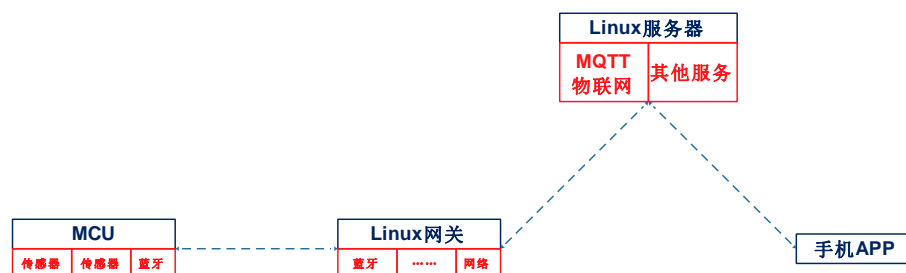 Linux服务器
MQTT
物联网
其他服务
MCU
传感器
传感器
蓝牙
Linux网关
蓝牙
……
网络
手机APP